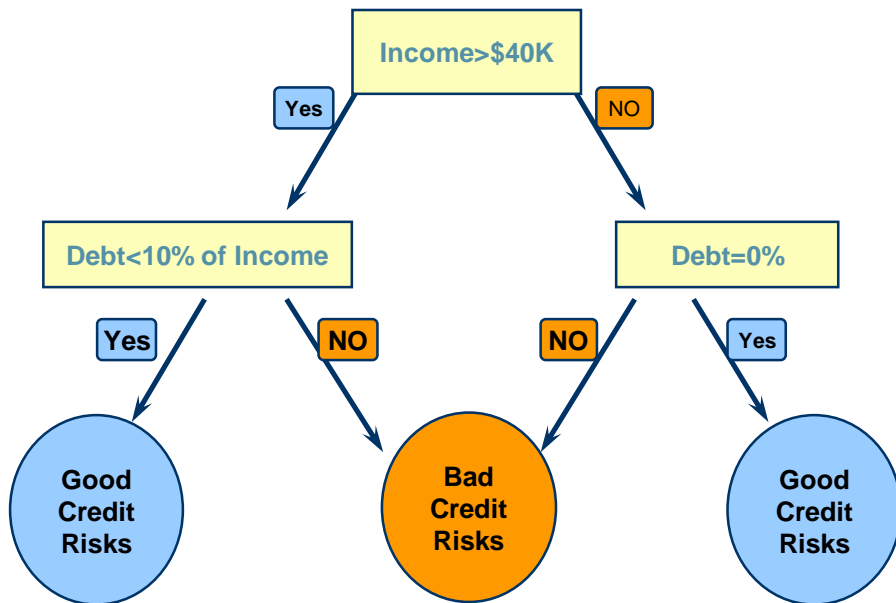 Income>$40K
Yes
NO
Debt<10% of Income
Debt=0%
Yes
NO
NO
Yes
Good
Credit
Risks
Bad
Credit
Risks
Good
Credit
Risks